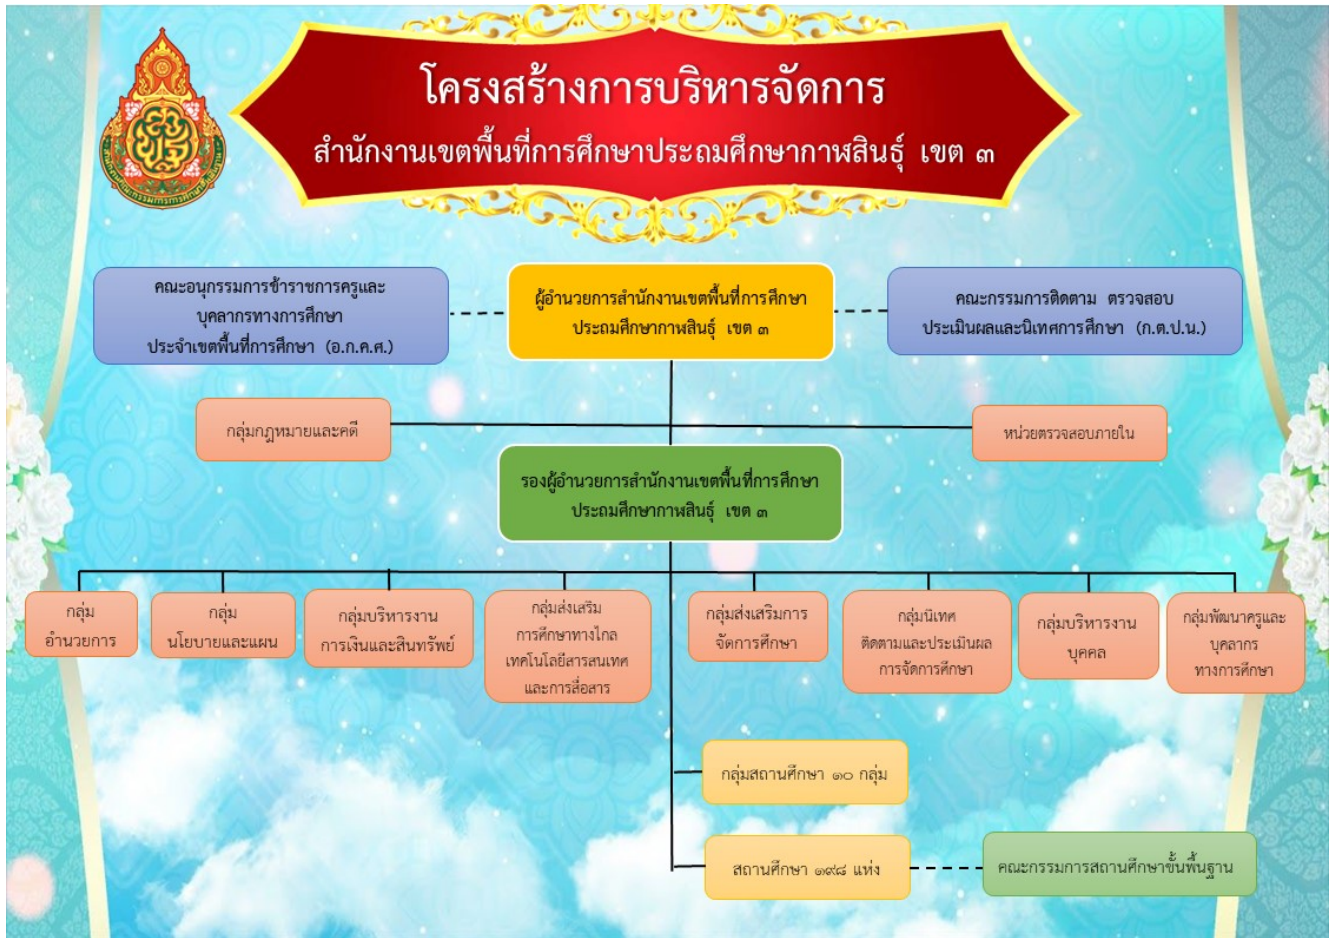 โครงสร้างการบริหารจัดการ
สำนักงานเขตพื้นที่การศึกษาประถมศึกษากาฬสินธุ์ เขต ๓
คณะอนุกรรมการข้าราชการครูและ
บุคลากรทางการศึกษา
ประจำเขตพื้นที่การศึกษา (อ.ก.ค.ศ.)
ผู้อำนวยการสำนักงานเขตพื้นที่การศึกษา
ประถมศึกษากาฬสินธุ์ เขต ๓
คณะกรรมการติดตาม ตรวจสอบ
ประเมินผลและนิเทศการศึกษา (ก.ต.ป.น.)
กลุ่มกฎหมายและคดี
หน่วยตรวจสอบภายใน
รองผู้อำนวยการสำนักงานเขตพื้นที่การศึกษา
ประถมศึกษากาฬสินธุ์ เขต ๓
กลุ่ม
อำนวยการ
กลุ่ม
นโยบายและแผน
กลุ่มบริหารงาน
การเงินและสินทรัพย์
กลุ่มส่งเสริม
การศึกษาทางไกล
เทคโนโลยีสารสนเทศ
และการสื่อสาร
กลุ่มส่งเสริมการ
จัดการศึกษา
กลุ่มนิเทศ
ติดตามและประเมินผล
การจัดการศึกษา
กลุ่มบริหารงาน
บุคคล
กลุ่มพัฒนาครูและ
บุคลากร
ทางการศึกษา
กลุ่มสถานศึกษา ๑๐ กลุ่ม
สถานศึกษา ๑๙๘ แห่ง
คณะกรรมการสถานศึกษาขั้นพื้นฐาน